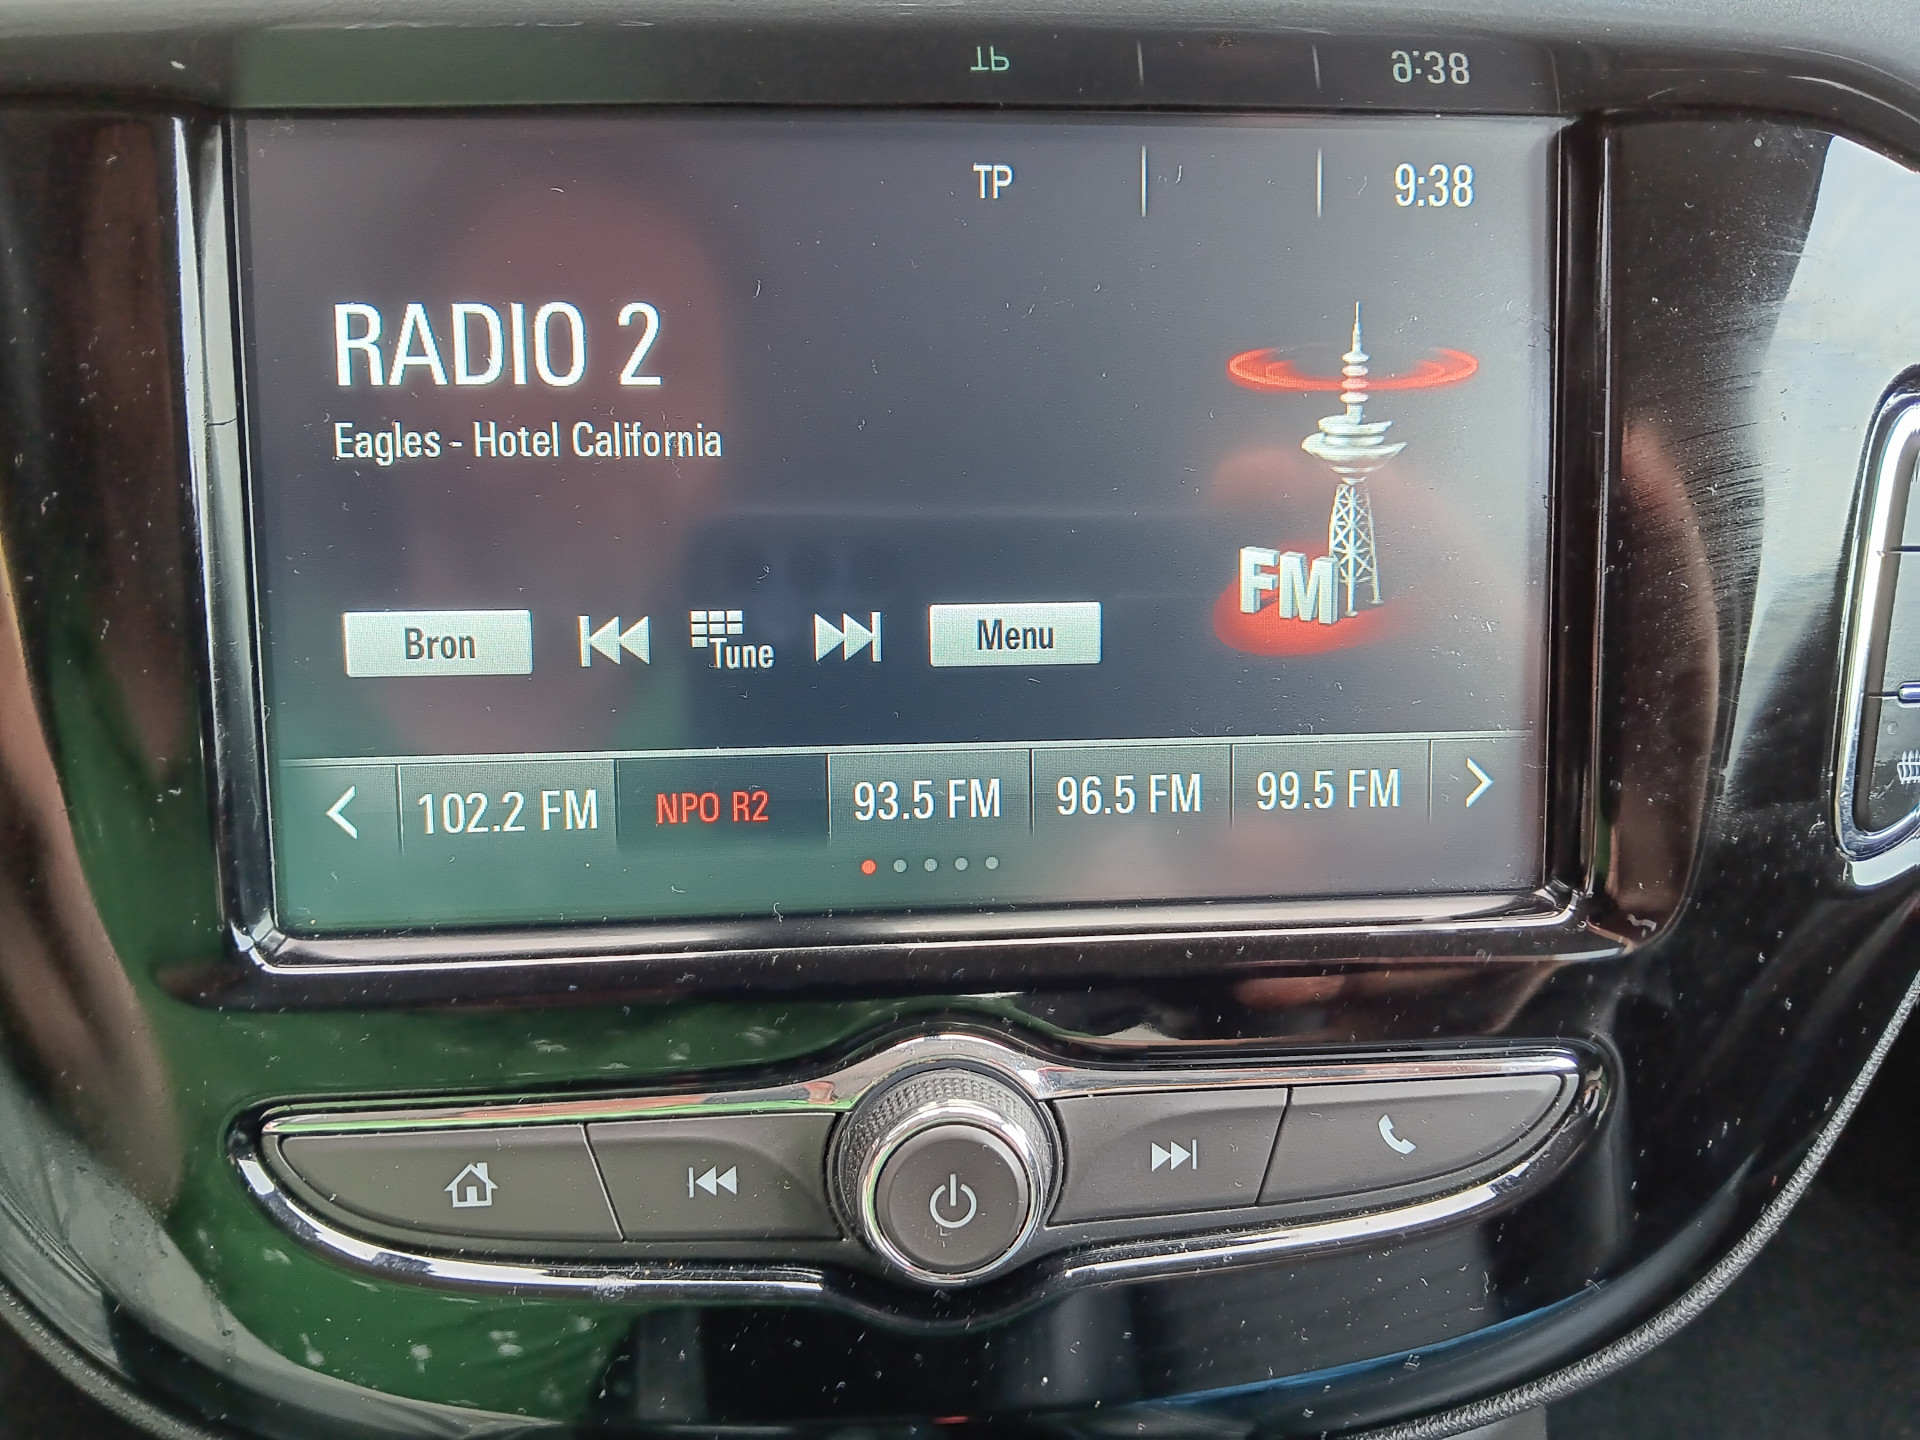 TP 9:38
RADIO 2
Eagles - Hotel California
FM
Bron Tune Menu
102.2 FM NPO R2 93.5 FM 96.5 FM 99.5 FM